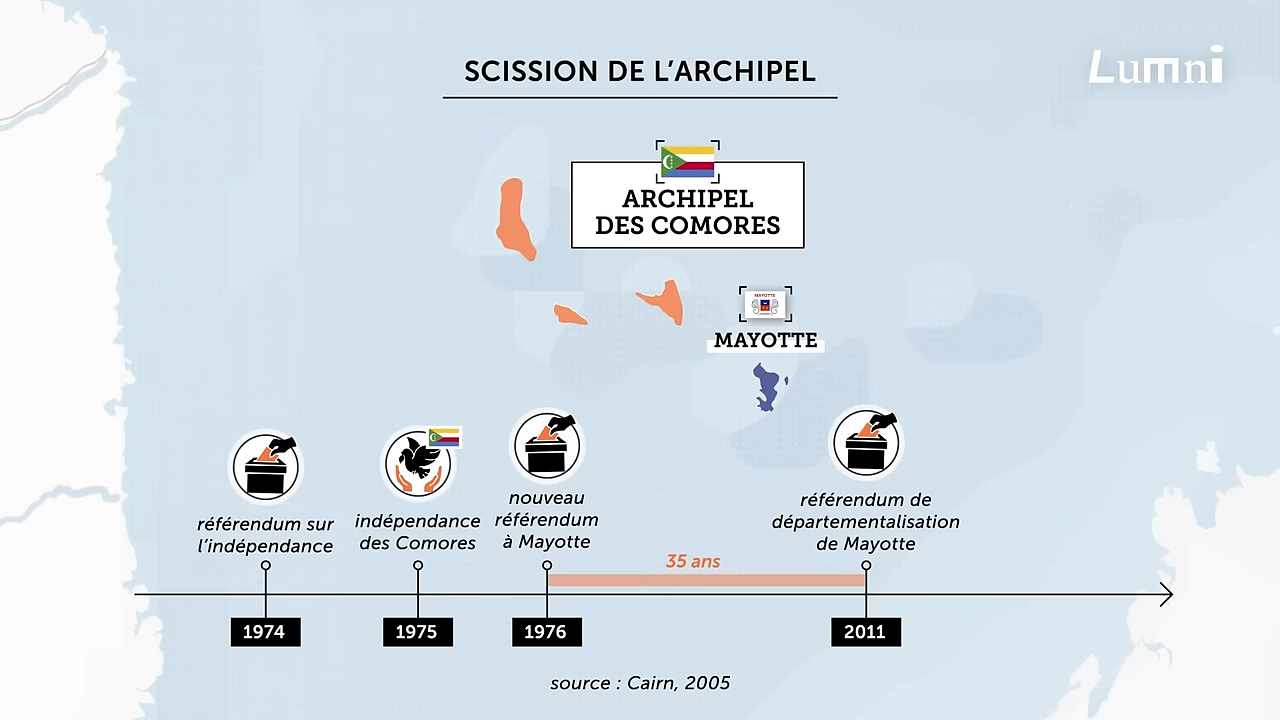 SCISSION DE L'ARCHIPEL
Lumni
ARCHIPEL
DES COMORES
MAYOTTE
MAYOTTE
référendum sur
l'indépendance
indépendance
des Comores
nouveau
référendum
à Mayotte
référendum de
départementalisation
de Mayotte
35 ans
1974
1975
1976
2011
source : Cairn, 2005